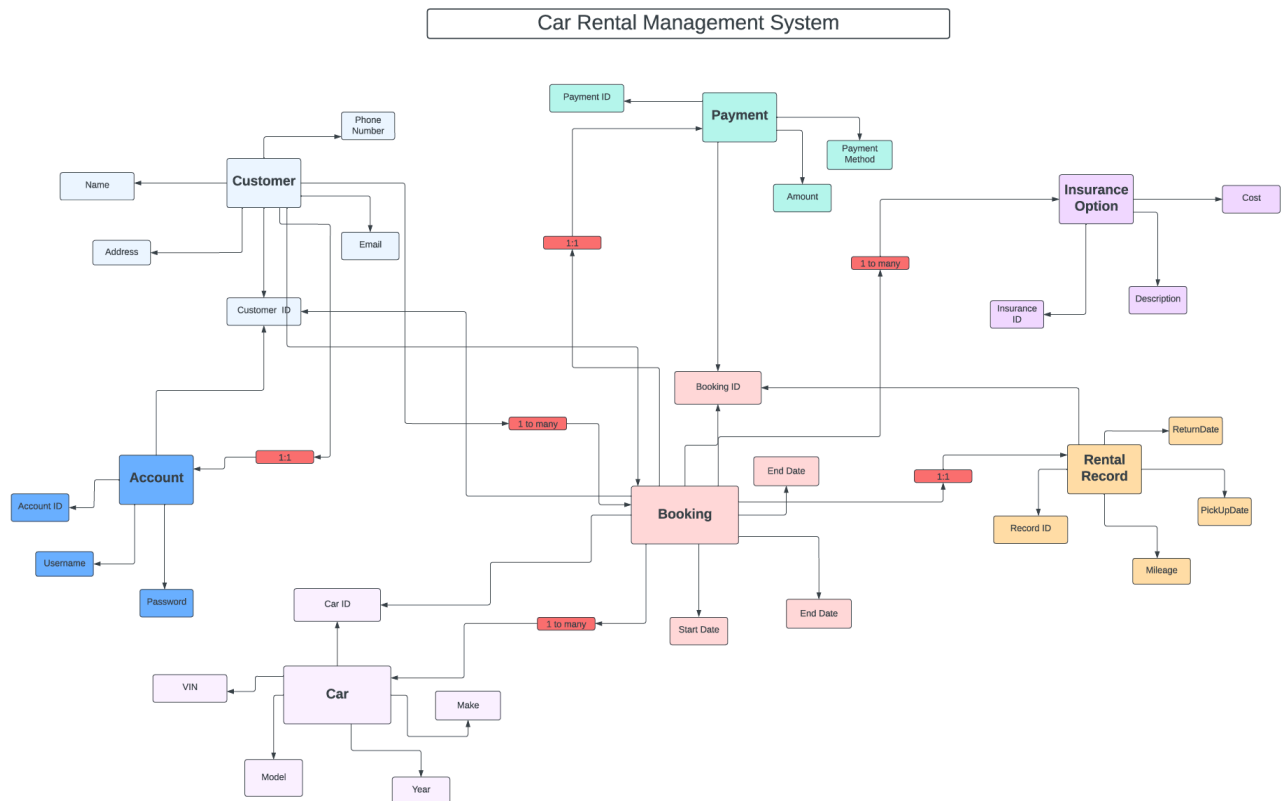 Car Rental Management System
Payment ID
Payment
Phone
Number
Payment
Method
Customer
Name
Amount
Insurance
Option
Cost
Address
Email
1:1
1 to many
Customer  ID
Insurance
ID
Description
Booking ID
1 to many
ReturnDate
1:1
Account
End Date
Rental
Record
1:1
Account ID
Booking
PickUpDate
Record ID
Username
Mileage
Password
Car ID
End Date
1 to many
Start Date
VIN
Car
Make
Model
Year